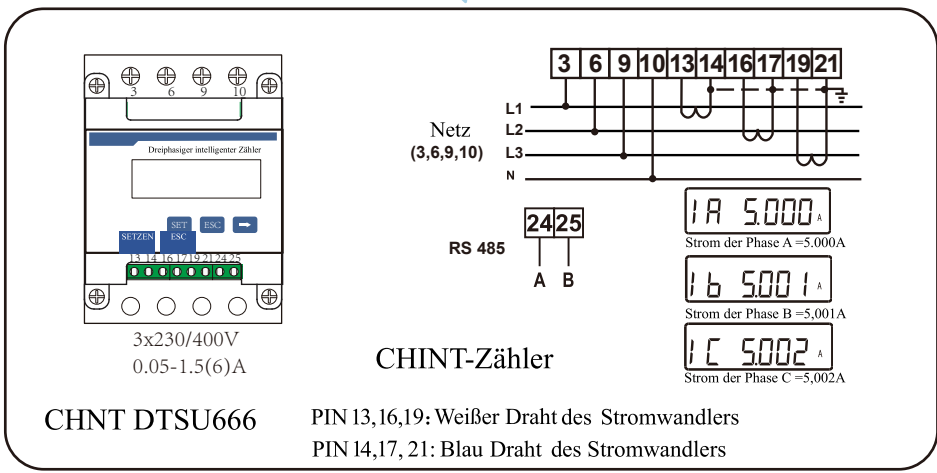 3 6 9 10
Dreiphasiger intelligenter Zähler
SET ESC
SETZEN ESC
13 14 16 17 19 21 24 25
3x230/400V
0.05-1.5(6)A
3 6 9 10 13 14 16 17 19 21
Netz
(3,6,9,10)
L1
L2
L3
N
24 25
RS 485
A B
IA 5.000 A
Strom der Phase A =5.000A
Ib 5.001 A
Strom der Phase B =5,001A
IC 5.002 A
Strom der Phase C =5,002A
CHINT-Zähler
CHNT DTSU666
PIN 13,16,19: Weißer Draht des Stromwandlers
PIN 14,17, 21: Blau Draht des Stromwandlers